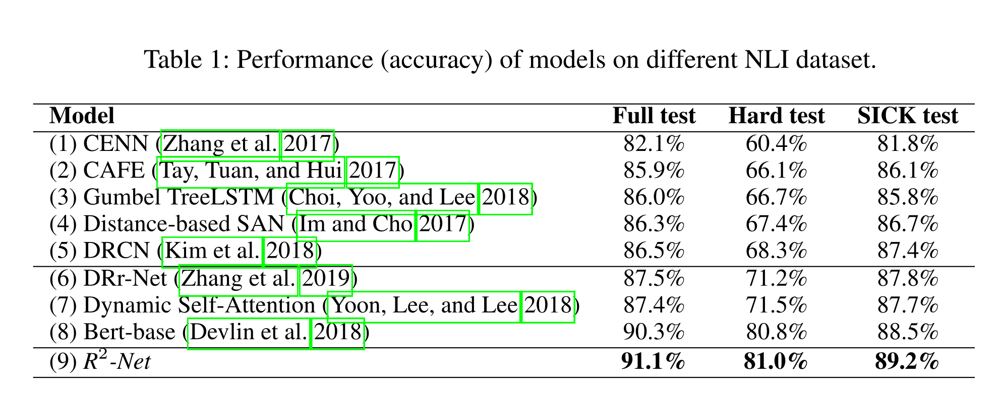 Table 1: Performance (accuracy) of models on different NLI dataset.
Model Full test Hard test SICK test
(1) CENN (Zhang et al. 2017) 82.1% 60.4% 81.8%
(2) CAFE (Tay, Tuan, and Hui 2017) 85.9% 66.1% 86.1%
(3) Gumbel TreeLSTM (Choi, Yoo, and Lee 2018) 86.0% 66.7% 85.8%
(4) Distance-based SAN (Im and Cho 2017) 86.3% 67.4% 86.7%
(5) DRCN (Kim et al. 2018) 86.5% 68.3% 87.4%
(6) DRr-Net (Zhang et al. 2019) 87.5% 71.2% 87.8%
(7) Dynamic Self-Attention (Yoon, Lee, and Lee 2018) 87.4% 71.5% 87.7%
(8) Bert-base (Devlin et al. 2018) 90.3% 80.8% 88.5%
(9) R²-Net 91.1% 81.0% 89.2%